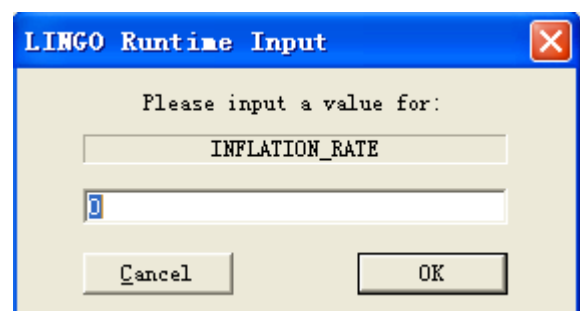 LINGO Runtime Input
Please input a value for:
INFLATION_RATE
0
Cancel
OK